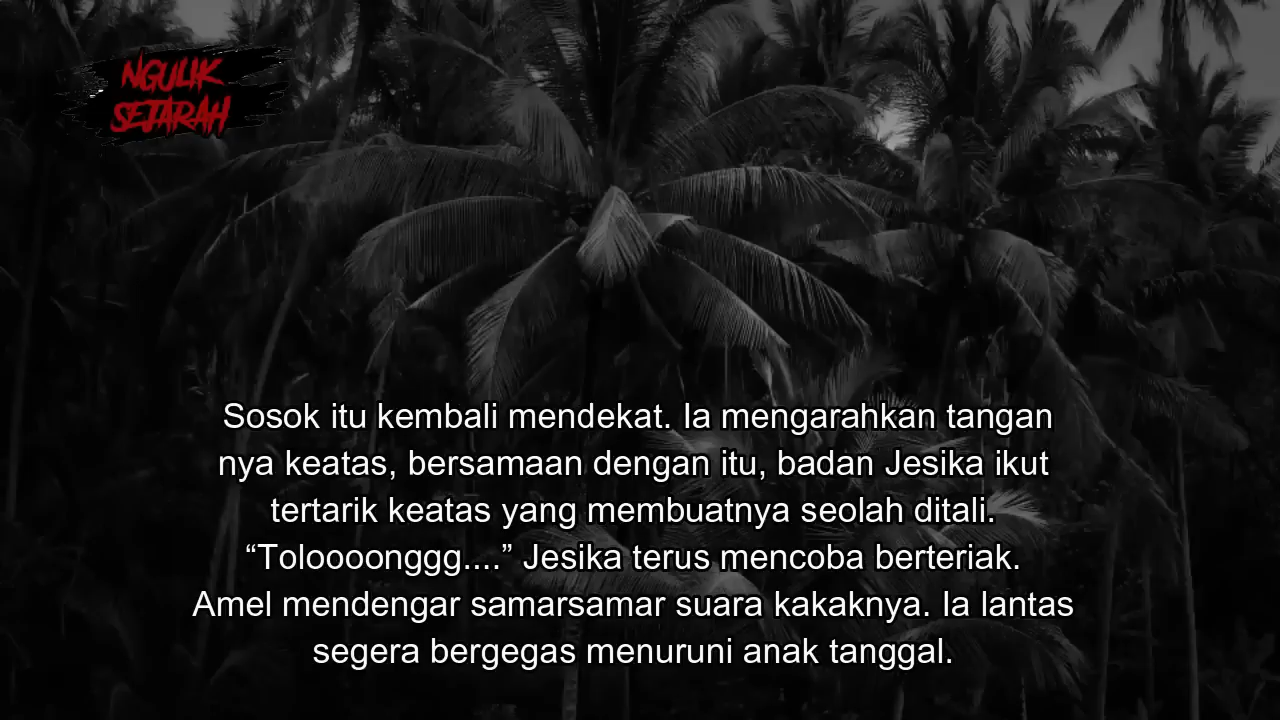 NGULIK
SEJARAH
Sosok itu kembali mendekat. Ia mengarahkan tangan
nya keatas, bersamaan dengan itu, badan Jesika ikut
tertarik keatas yang membuatnya seolah ditali.
“Toloooonggg....” Jesika terus mencoba berteriak.
Amel mendengar samarsamar suara kakaknya. Ia lantas
segera bergegas menuruni anak tanggal.